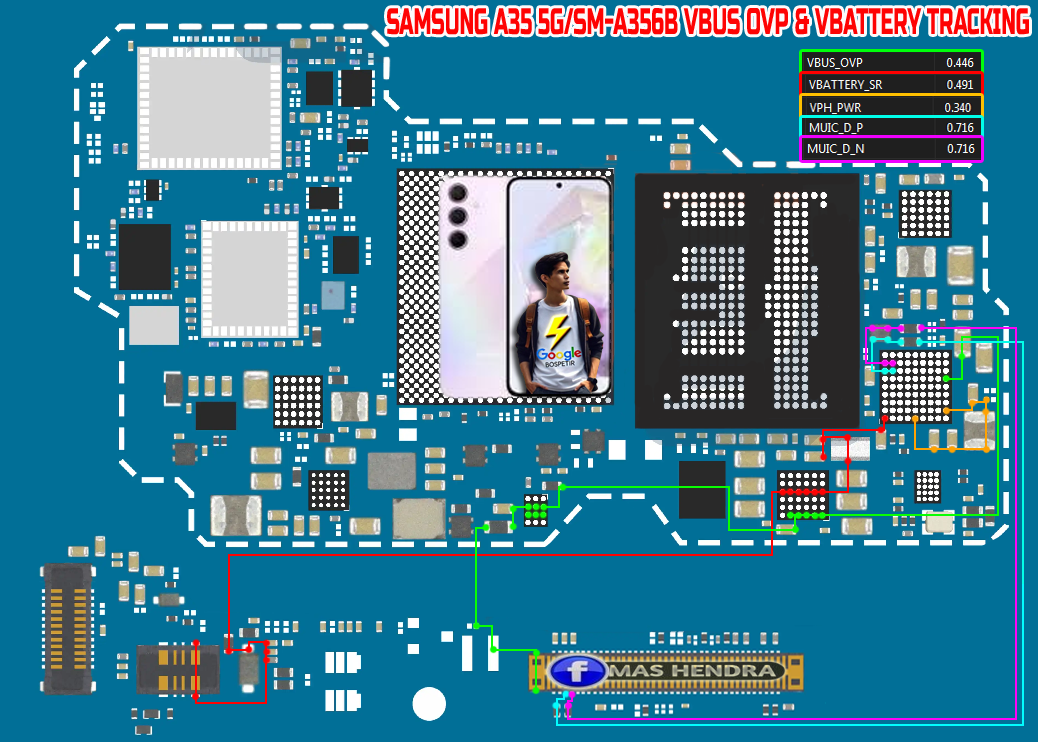 SAMSUNG A35 5G/SM-A356B VBUS OVP & VBATTERY TRACKING
VBUS_OVP 0.446
VBATTERY_SR 0.491
VPH_PWR 0.340
MUIC_D_P 0.716
MUIC_D_N 0.716
Google
BOSPETIR
f MAS HENDRA